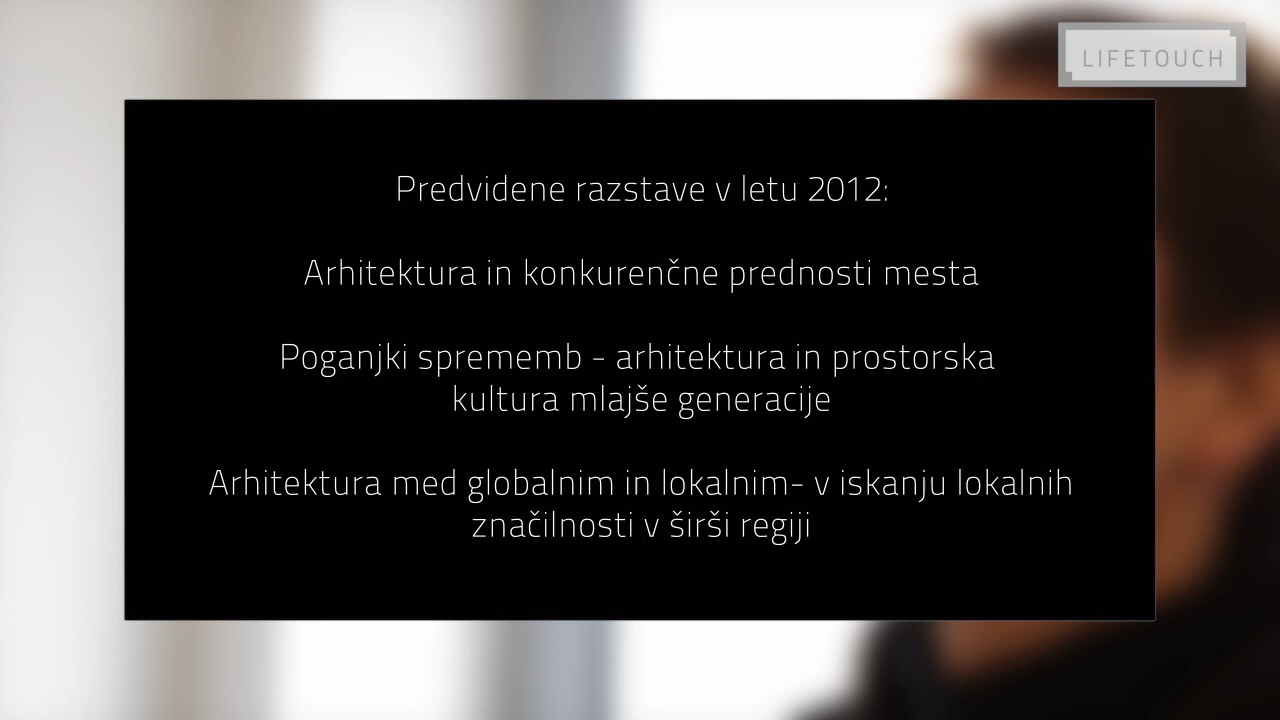 LIFETOUCH
Predvidene razstave v letu 2012:
Arhitektura in konkurenčne prednosti mesta
Poganjki sprememb - arhitektura in prostorska
kultura mlajše generacije
Arhitektura med globalnim in lokalnim- v iskanju lokalnih
značilnosti v širši regiji